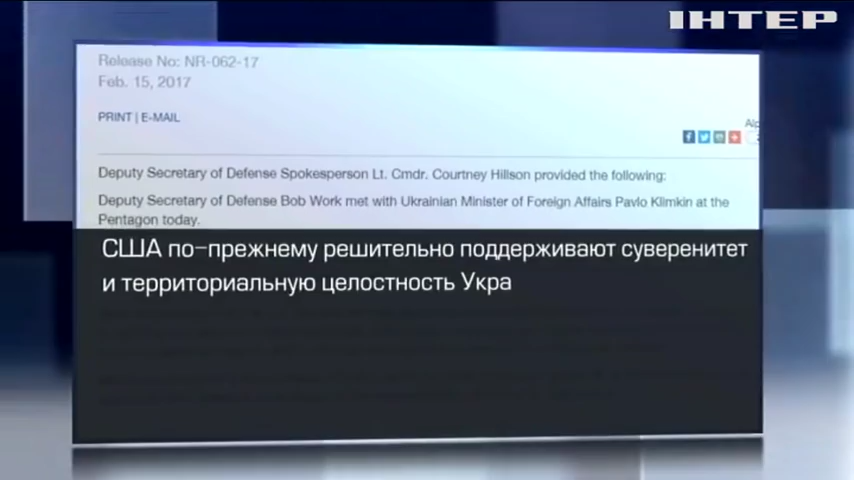 ІНТЕР
Release No: NR-062-17
Feb. 15, 2017
PRINT | E-MAIL
Deputy Secretary of Defense Spokesperson Lt. Cmdr. Courtney Hillson provided the following:
Deputy Secretary of Defense Bob Work met with Ukrainian Minister of Foreign Affairs Pavlo Klimkin at the
Pentagon today.
США по-прежнему решительно поддерживают суверенитет
и территориальную целостность Укра